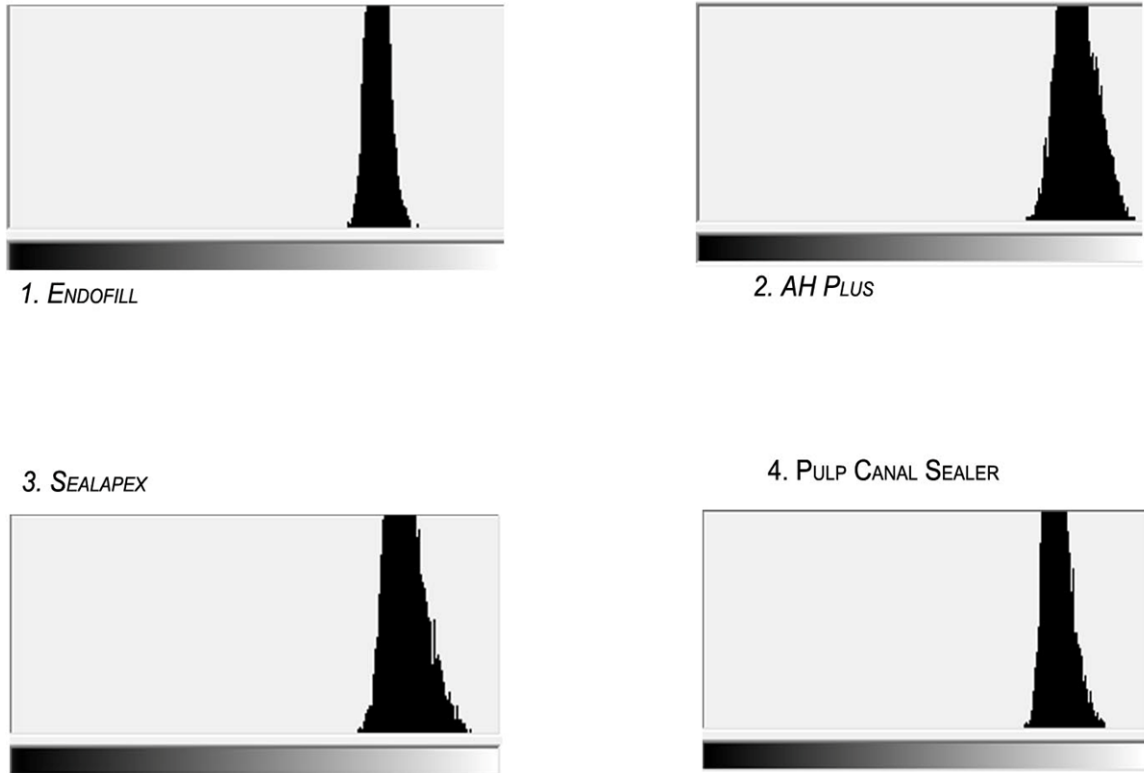 1. ENDOFILL
2. AH PLUS
3. SEALAPEX
4. PULP CANAL SEALER